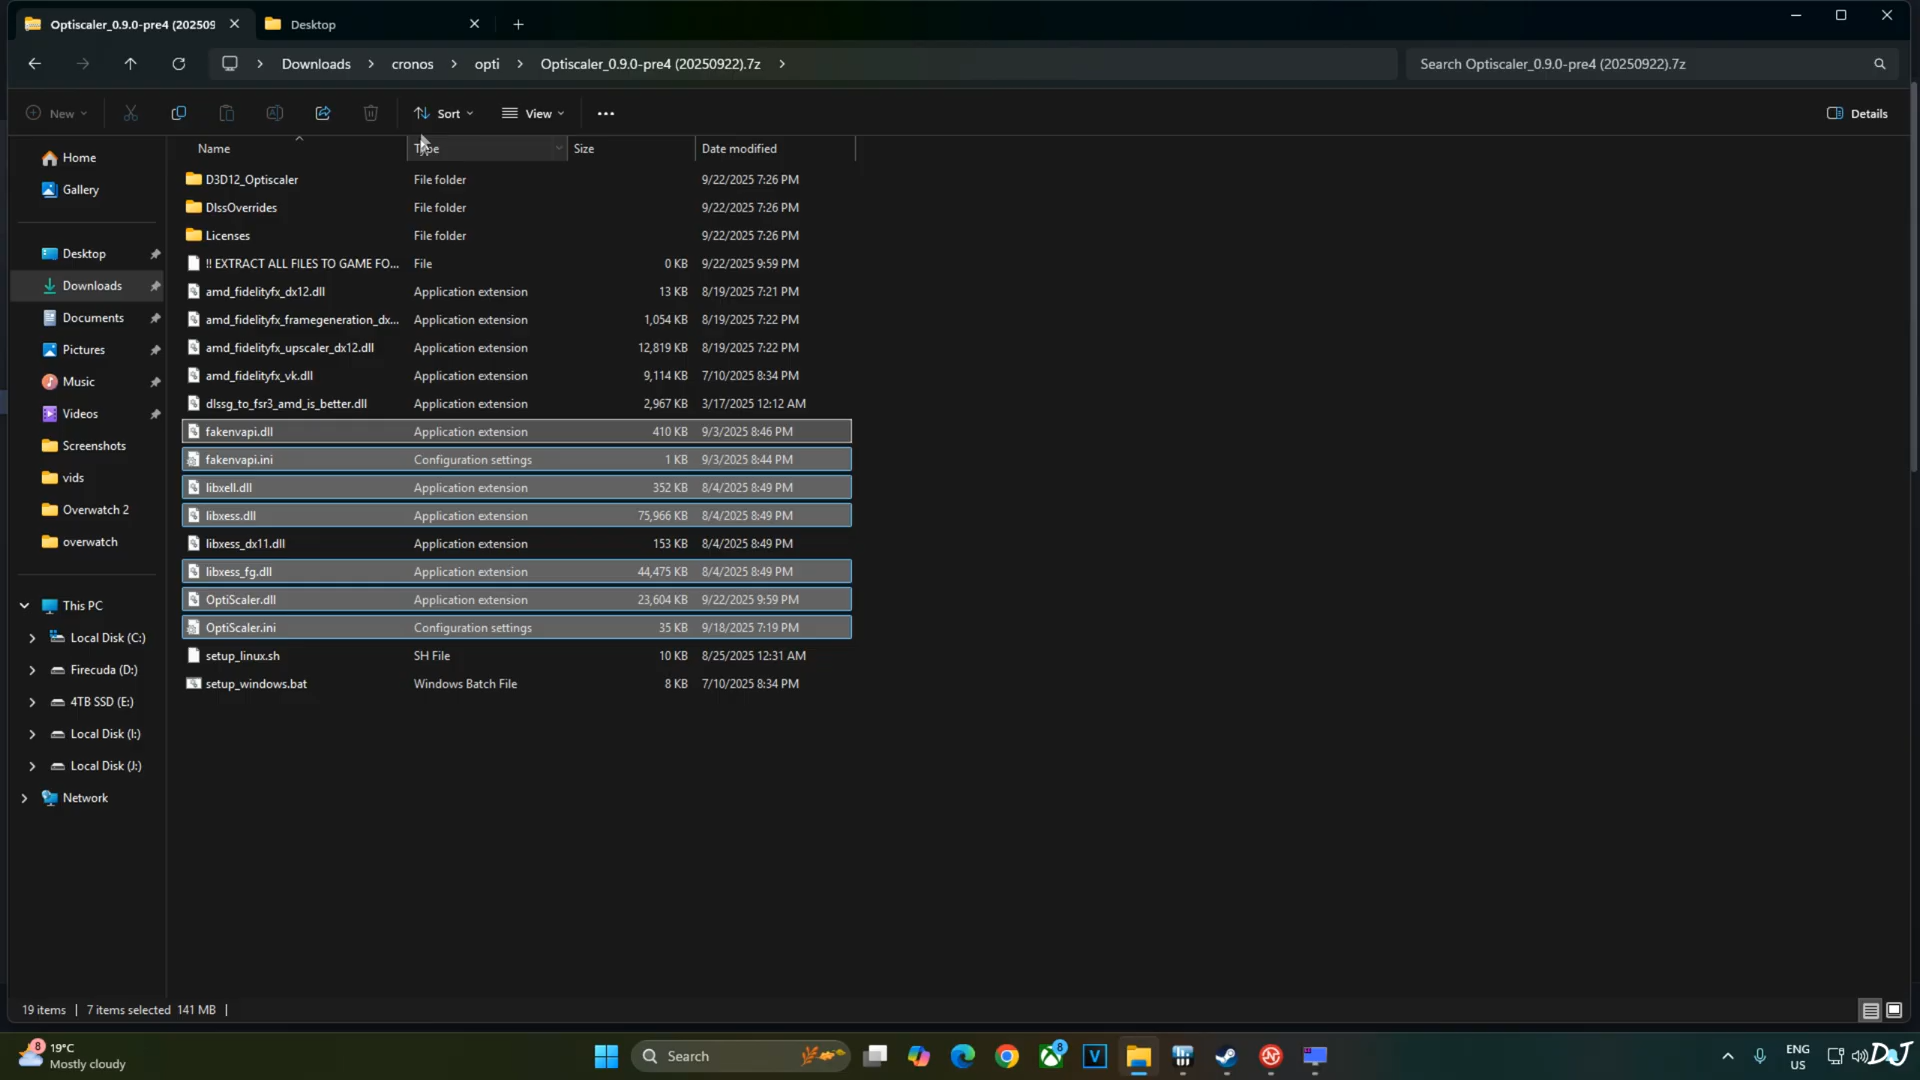 Optiscaler_0.9.0-pre4 (202509
Desktop
Downloads
cronos
opti
Optiscaler_0.9.0-pre4 (20250922).7z
Search Optiscaler_0.9.0-pre4 (20250922).7z
New
Sort
View
Details
Name
Type
Size
Date modified
D3D12_Optiscaler File folder 9/22/2025 7:26 PM
DlssOverrides File folder 9/22/2025 7:26 PM
Licenses File folder 9/22/2025 7:26 PM
!! EXTRACT ALL FILES TO GAME FO... File 0 KB 9/22/2025 9:59 PM
amd_fidelityfx_dx12.dll Application extension 13 KB 8/19/2025 7:21 PM
amd_fidelityfx_framegeneration_dx... Application extension 1,054 KB 8/19/2025 7:22 PM
amd_fidelityfx_upscaler_dx12.dll Application extension 12,819 KB 8/19/2025 7:22 PM
amd_fidelityfx_vk.dll Application extension 9,114 KB 7/10/2025 8:34 PM
dlssg_to_fsr3_amd_is_better.dll Application extension 2,967 KB 3/17/2025 12:12 AM
fakenvapi.dll Application extension 410 KB 9/3/2025 8:46 PM
fakenvapi.ini Configuration settings 1 KB 9/3/2025 8:44 PM
libxell.dll Application extension 352 KB 8/4/2025 8:49 PM
libxess.dll Application extension 75,966 KB 8/4/2025 8:49 PM
libxess_dx11.dll Application extension 153 KB 8/4/2025 8:49 PM
libxess_fg.dll Application extension 44,475 KB 8/4/2025 8:49 PM
OptiScaler.dll Application extension 23,604 KB 9/22/2025 9:59 PM
OptiScaler.ini Configuration settings 35 KB 9/18/2025 7:19 PM
setup_linux.sh SH File 10 KB 8/25/2025 12:31 AM
setup_windows.bat Windows Batch File 8 KB 7/10/2025 8:34 PM
Home
Gallery
Desktop
Downloads
Documents
Pictures
Music
Videos
Screenshots
vids
Overwatch 2
overwatch
This PC
Local Disk (C:)
Firecuda (D:)
4TB SSD (E:)
Local Disk (I:)
Local Disk (J:)
Network
19 items
7 items selected 141 MB
8
19°C
Mostly cloudy
Search
8
V
ENG
US
DJ